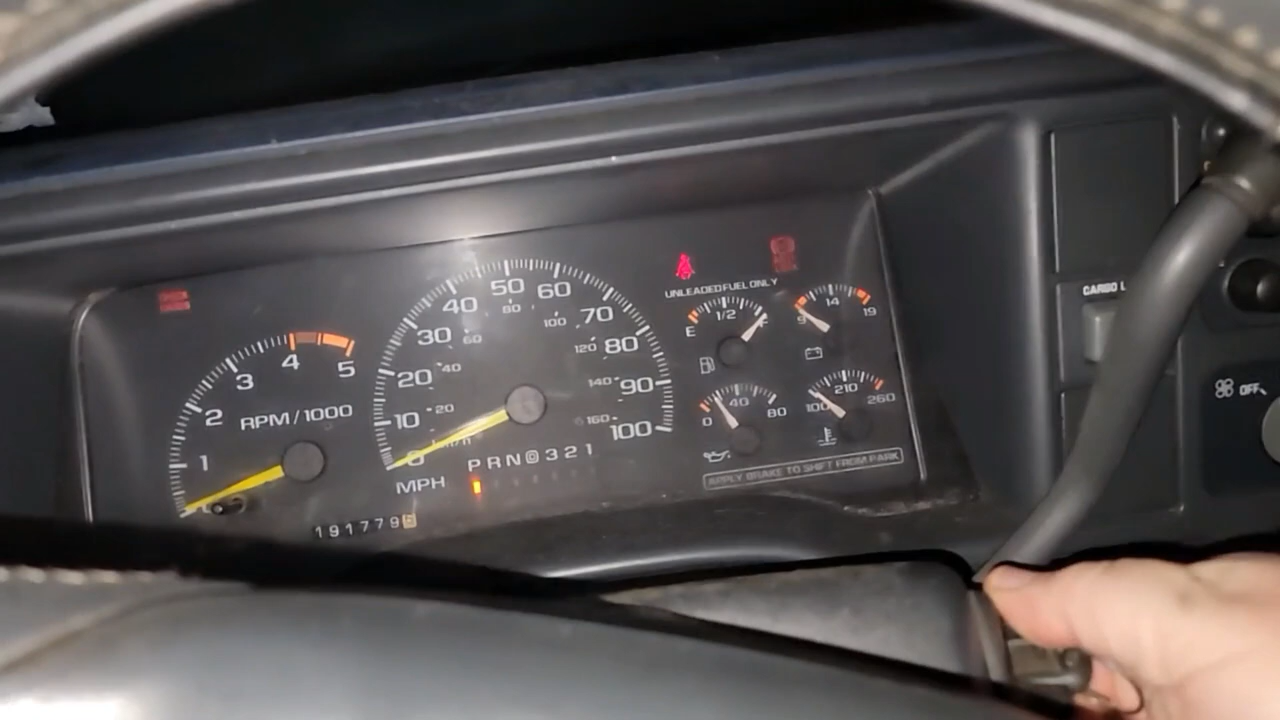 UNLEADED FUEL ONLY
1 2 3 4 5
RPM/1000
0 10 20 30 40 50 60 70 80 90 100
20 40 60 80 100 120 140 160
km/h
MPH
PRND321
191779
E 1/2 F
9 14 19
0 40 80
100 210 260
APPLY BRAKE TO SHIFT FROM PARK
CARGO L
OFF